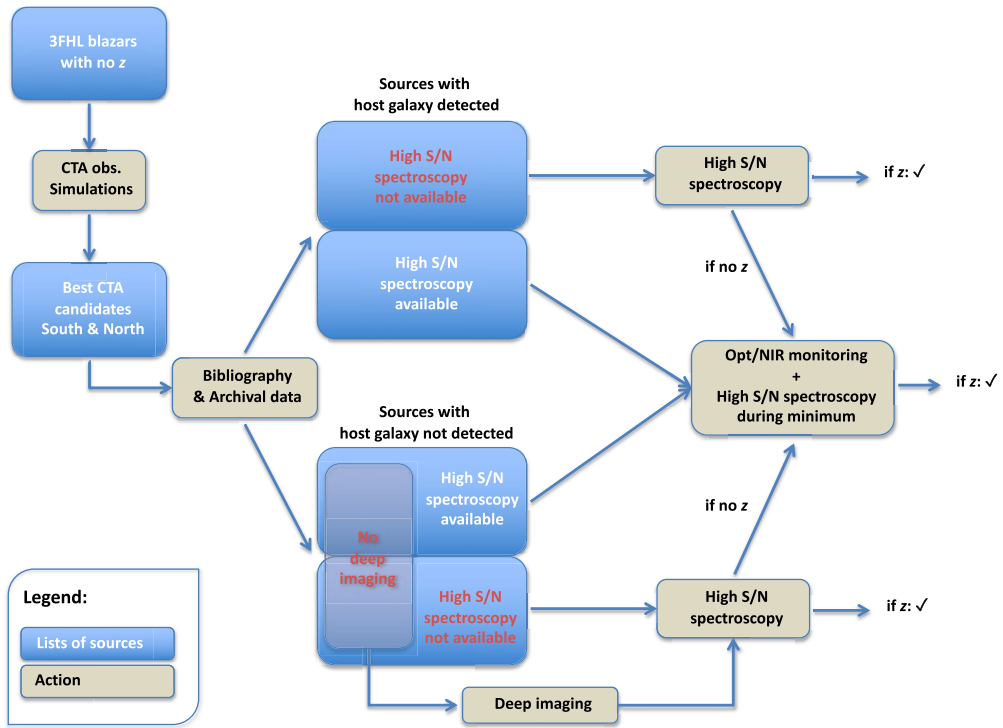 3FHL blazars
with no z
CTA obs.
Simulations
Best CTA
candidates
South & North
Bibliography
& Archival data
Sources with
host galaxy detected
High S/N
spectroscopy
not available
High S/N
spectroscopy
available
Sources with
host galaxy not detected
High S/N
spectroscopy
available
No
deep
imaging
High S/N
spectroscopy
not available
Deep imaging
High S/N
spectroscopy
if z: ✓
if no z
Opt/NIR monitoring
+
High S/N spectroscopy
during minimum
if z: ✓
if no z
High S/N
spectroscopy
if z: ✓
Legend:
Lists of sources
Action